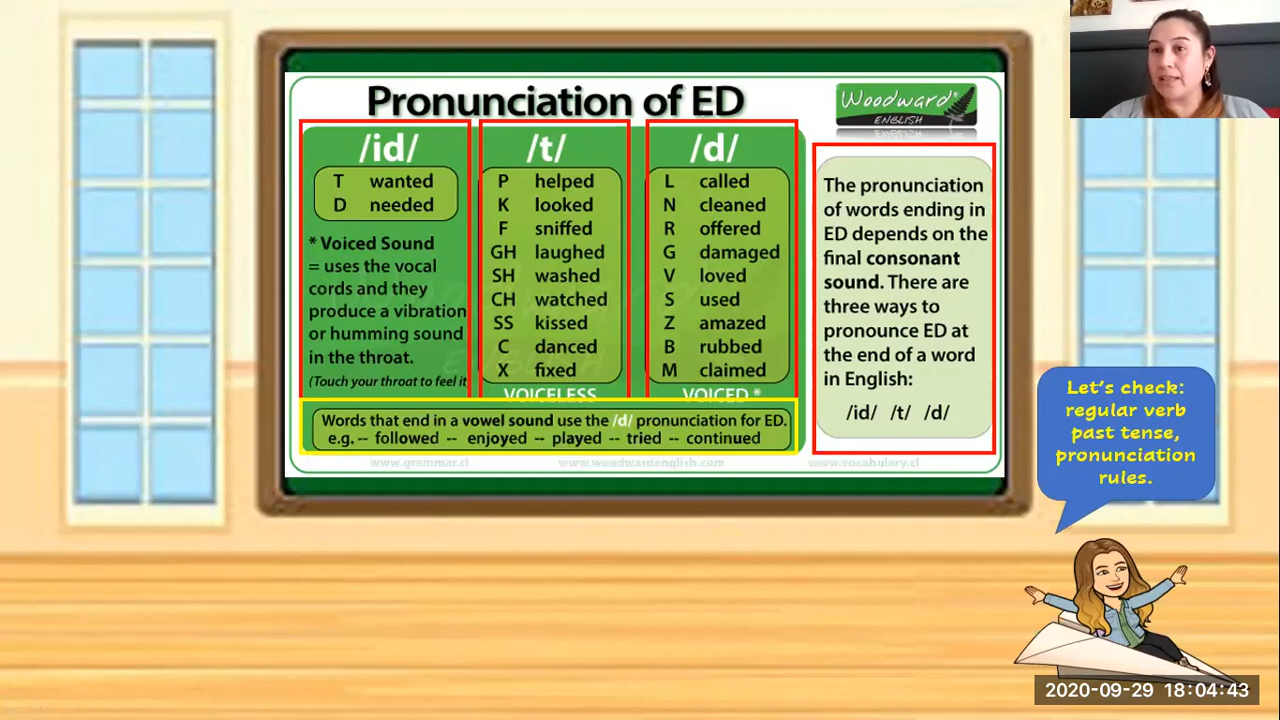 Pronunciation of ED
Woodward®
ENGLISH
/id/
T wanted
D needed
* Voiced Sound
= uses the vocal
cords and they
produce a vibration
or humming sound
in the throat.
(Touch your throat to feel it
/t/
P helped
K looked
F sniffed
GH laughed
SH washed
CH watched
SS kissed
C danced
X fixed
VOICELESS
/d/
L called
N cleaned
R offered
G damaged
V loved
S used
Z amazed
B rubbed
M claimed
VOICED *
Words that end in a vowel sound use the /d/ pronunciation for ED.
e.g. -- followed -- enjoyed -- played -- tried -- continued
The pronunciation
of words ending in
ED depends on the
final consonant
sound. There are
three ways to
pronounce ED at
the end of a word
in English:
/id/ /t/ /d/
www.grammar.cl www.woodwardenglish.com www.vocabulary.cl
Let's check:
regular verb
past tense,
pronunciation
rules.
2020-09-29 18:04:43